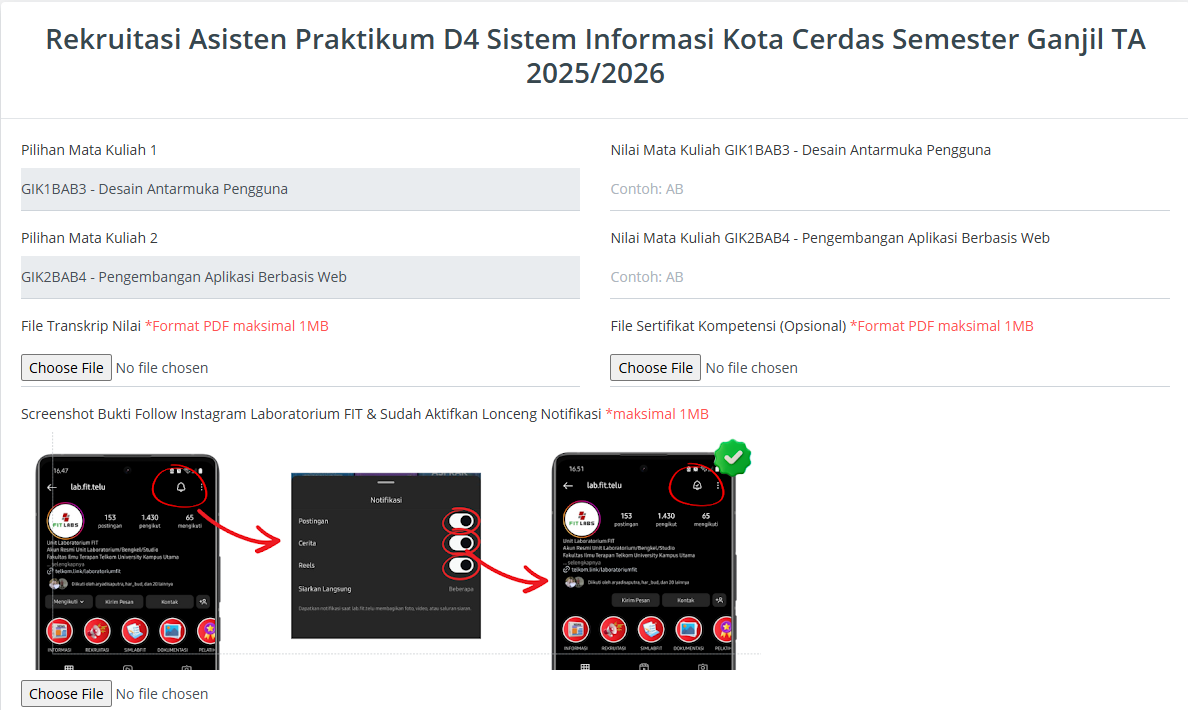 Rekruitasi Asisten Praktikum D4 Sistem Informasi Kota Cerdas Semester Ganjil TA
2025/2026
Pilihan Mata Kuliah 1
Nilai Mata Kuliah GIK1BAB3 - Desain Antarmuka Pengguna
GIK1BAB3 - Desain Antarmuka Pengguna
Contoh: AB
Pilihan Mata Kuliah 2
Nilai Mata Kuliah GIK2BAB4 - Pengembangan Aplikasi Berbasis Web
GIK2BAB4 - Pengembangan Aplikasi Berbasis Web
Contoh: AB
File Transkrip Nilai *Format PDF maksimal 1MB
File Sertifikat Kompetensi (Opsional) *Format PDF maksimal 1MB
Choose File No file chosen
Choose File No file chosen
Screenshot Bukti Follow Instagram Laboratorium FIT & Sudah Aktifkan Lonceng Notifikasi *maksimal 1MB
16.47
lab.fit.telu
FIT LABS
153 1.430 65
postingan pengikut mengikuti
Unit Laboratorium FIT
Akun Resmi Unit Laboratorium/Bengkel/Studio
Fakultas Ilmu Terapan Telkom University Kampus Utama
... selengkapnya
telkom.link/laboratoriumfit
Diikuti oleh aryadisaputra, har_bud, dan 20 lainnya
Mengikuti Kirim Pesan Kontak
INFORMASI REKRUITASI SIMLABFIT DOKUMENTASI PELATIH
Notifikasi
Postingan
Cerita
Reels
Siarkan Langsung Beberapa
Dapatkan notifikasi saat lab.fit.telu membagikan foto, video, atau saluran siaran.
16.51
lab.fit.telu
FIT LABS
153 1.430 65
postingan pengikut mengikuti
Unit Laboratorium FIT
Akun Resmi Unit Laboratorium/Bengkel/Studio
Fakultas Ilmu Terapan Telkom University Kampus Utama
... selengkapnya
telkom.link/laboratoriumfit
Diikuti oleh aryadisaputra, har_bud, dan 20 lainnya
Kirim Pesan Kontak
INFORMASI REKRUITASI SIMLABFIT DOKUMENTASI PELATIH
Choose File No file chosen